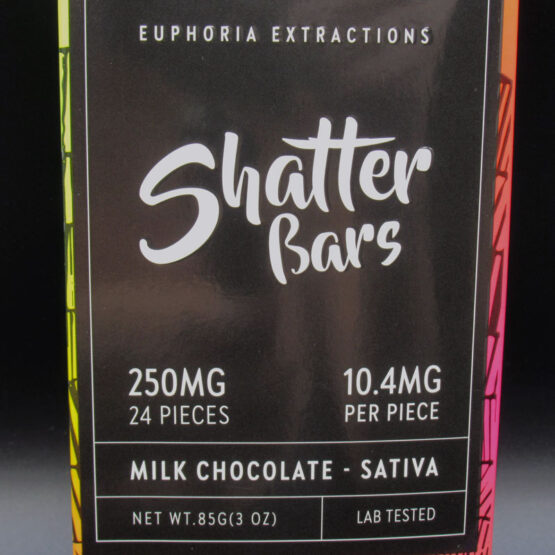 EUPHORIA EXTRACTIONS
Shatter
Bars
250MG
24 PIECES
10.4MG
PER PIECE
MILK CHOCOLATE - SATIVA
NET WT.85G(3 OZ)
LAB TESTED